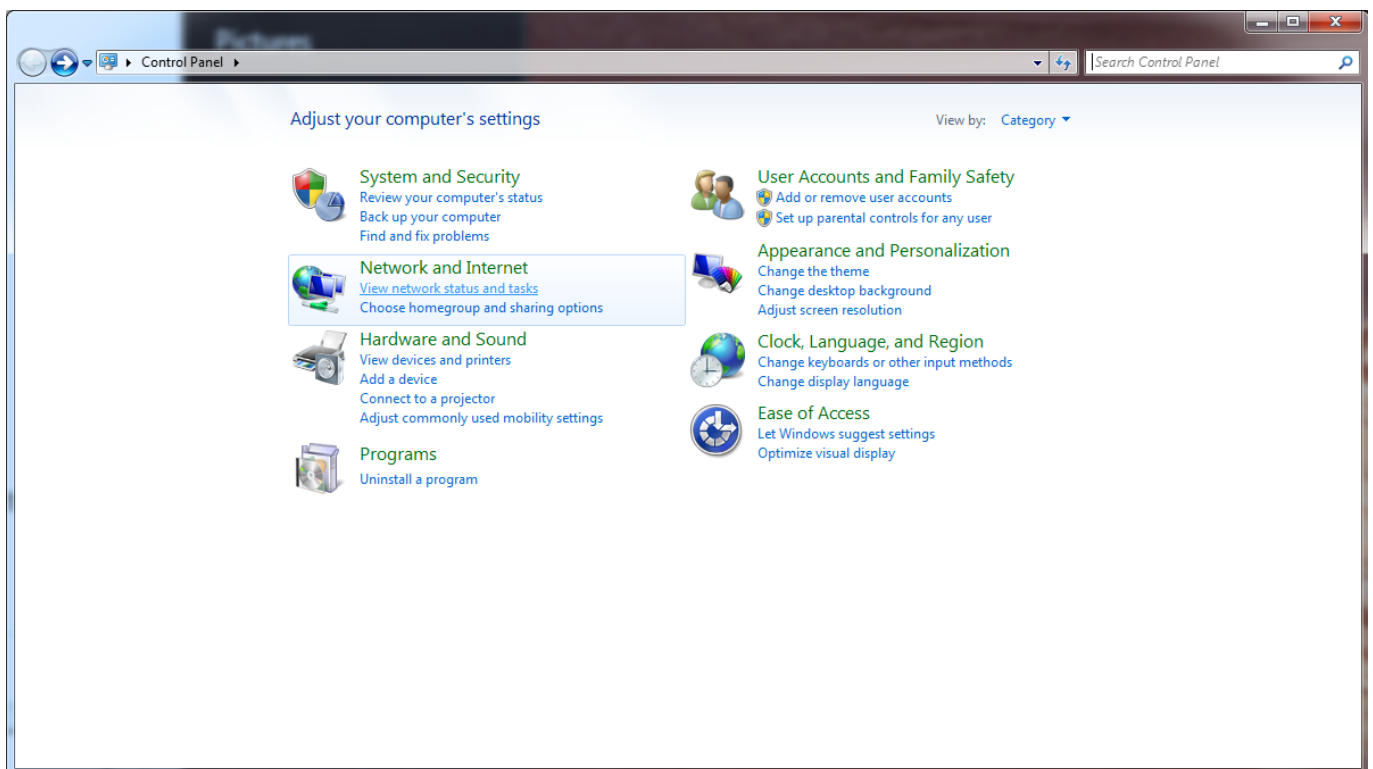 Pictures
Control Panel
Search Control Panel
Adjust your computer's settings
View by: Category
System and Security
Review your computer's status
Back up your computer
Find and fix problems
Network and Internet
View network status and tasks
Choose homegroup and sharing options
Hardware and Sound
View devices and printers
Add a device
Connect to a projector
Adjust commonly used mobility settings
Programs
Uninstall a program
User Accounts and Family Safety
Add or remove user accounts
Set up parental controls for any user
Appearance and Personalization
Change the theme
Change desktop background
Adjust screen resolution
Clock, Language, and Region
Change keyboards or other input methods
Change display language
Ease of Access
Let Windows suggest settings
Optimize visual display